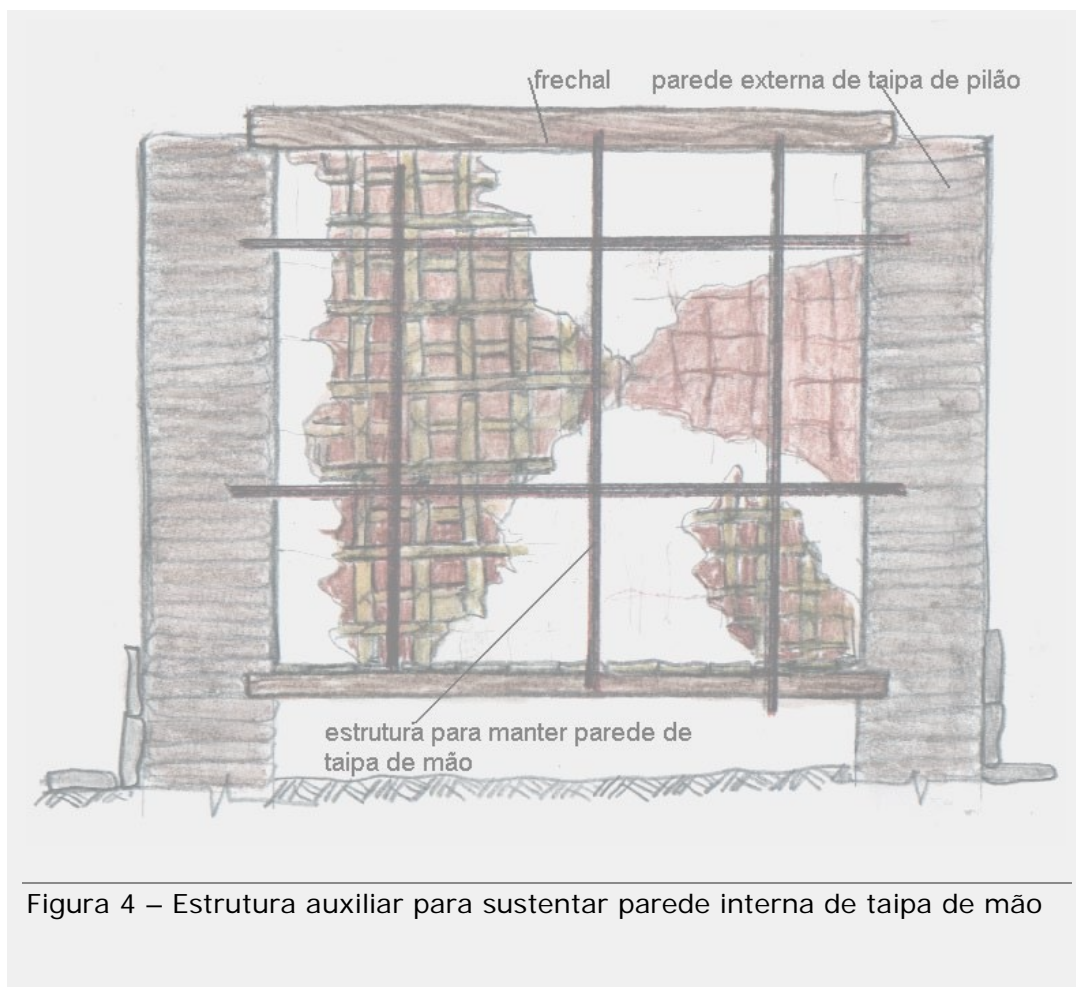 frechal
parede externa de taipa de pilão
estrutura para manter parede de
taipa de mão
Figura 4 – Estrutura auxiliar para sustentar parede interna de taipa de mão